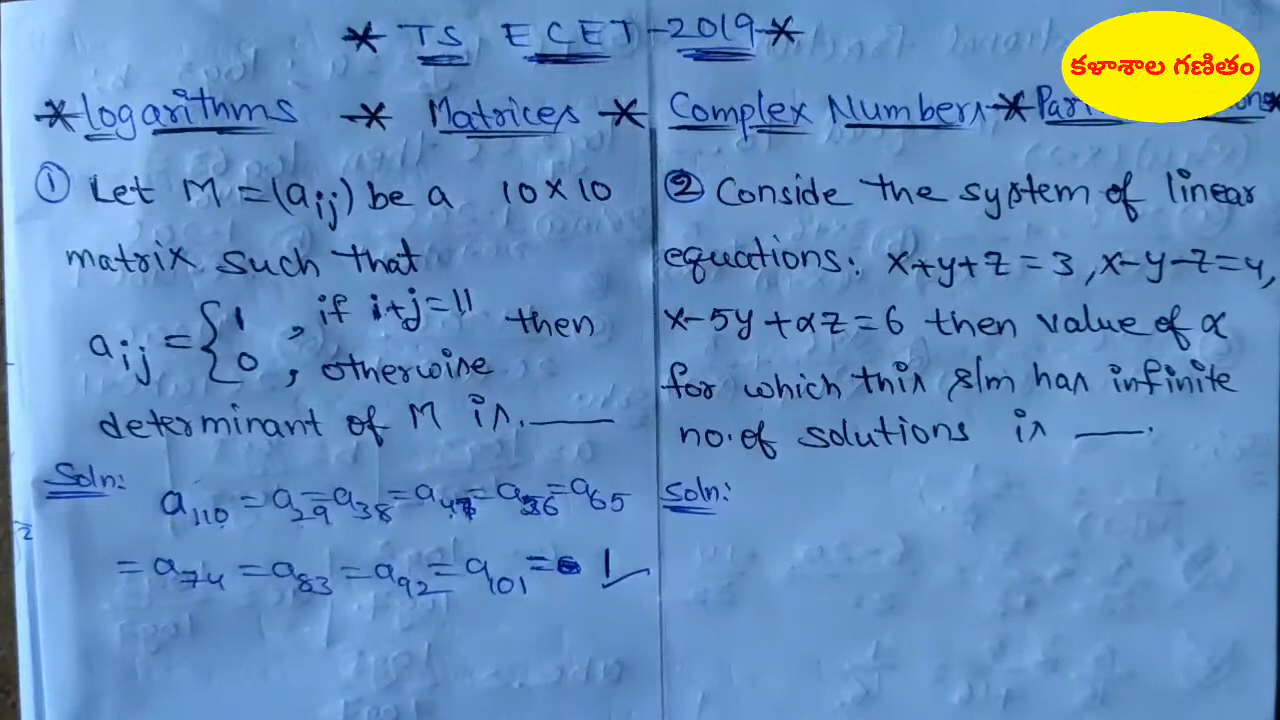 * TS ECET-2019 *
కళాశాల గణితం
* Logarithms * Matrices * Complex Numbers *
① Let M = (aij) be a 10×10
matrix such that
aij = { 1 , if i+j=11
0 , otherwise then
determinant of M is. ____
Soln:
a110 = a29 = a38 = a47 = a56 = a65
= a74 = a83 = a92 = a101 = 1
② Conside the system of linear
equations: x+y+z=3, x-y-z=4,
x-5y+αz=6 then value of α
for which this s/m has infinite
no. of solutions is ____.
Soln: